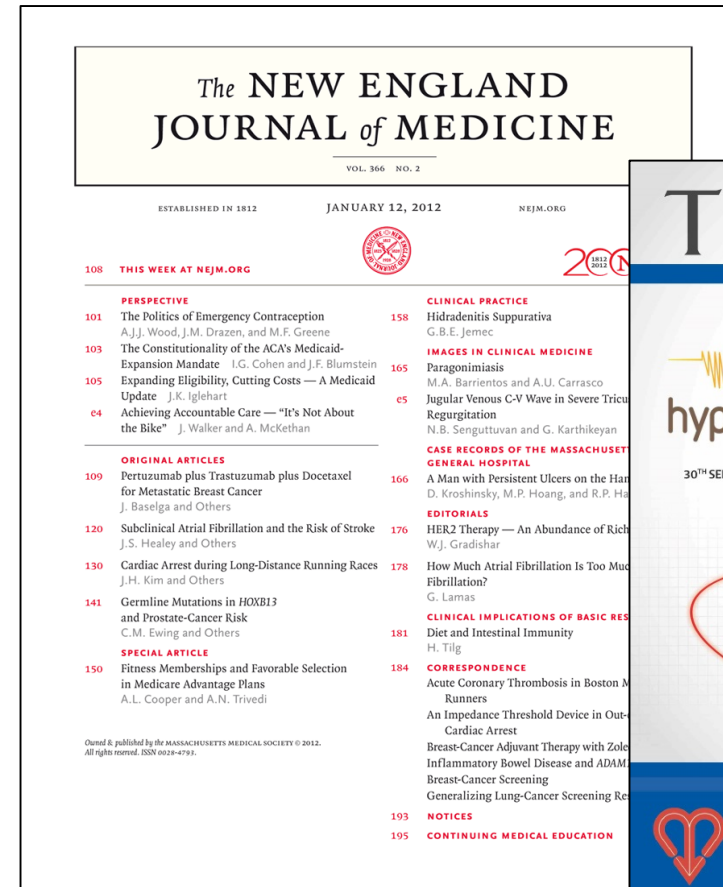 The NEW ENGLAND
JOURNAL of MEDICINE
VOL. 366 NO. 2
ESTABLISHED IN 1812
JANUARY 12, 2012
NEJM.ORG
1812
2012
108 THIS WEEK AT NEJM.ORG
PERSPECTIVE
101 The Politics of Emergency Contraception
A.J.J. Wood, J.M. Drazen, and M.F. Greene
103 The Constitutionality of the ACA's Medicaid-
Expansion Mandate I.G. Cohen and J.F. Blumstein
105 Expanding Eligibility, Cutting Costs — A Medicaid
Update J.K. Iglehart
e4 Achieving Accountable Care — “It's Not About
the Bike” J. Walker and A. McKethan
ORIGINAL ARTICLES
109 Pertuzumab plus Trastuzumab plus Docetaxel
for Metastatic Breast Cancer
J. Baselga and Others
120 Subclinical Atrial Fibrillation and the Risk of Stroke
J.S. Healey and Others
130 Cardiac Arrest during Long-Distance Running Races
J.H. Kim and Others
141 Germline Mutations in HOXB13
and Prostate-Cancer Risk
C.M. Ewing and Others
SPECIAL ARTICLE
150 Fitness Memberships and Favorable Selection
in Medicare Advantage Plans
A.L. Cooper and A.N. Trivedi
Owned & published by the MASSACHUSETTS MEDICAL SOCIETY © 2012.
All rights reserved. ISSN 0028-4793.
CLINICAL PRACTICE
158 Hidradenitis Suppurativa
G.B.E. Jemec
IMAGES IN CLINICAL MEDICINE
165 Paragonimiasis
M.A. Barrientos and A.U. Carrasco
e5 Jugular Venous C-V Wave in Severe Tricu
Regurgitation
N.B. Senguttuvan and G. Karthikeyan
CASE RECORDS OF THE MASSACHUSET
GENERAL HOSPITAL
166 A Man with Persistent Ulcers on the Han
D. Kroshinsky, M.P. Hoang, and R.P. Ha
EDITORIALS
176 HER2 Therapy — An Abundance of Rich
W.J. Gradishar
178 How Much Atrial Fibrillation Is Too Muc
Fibrillation?
G. Lamas
CLINICAL IMPLICATIONS OF BASIC RES
181 Diet and Intestinal Immunity
H. Tilg
184 CORRESPONDENCE
Acute Coronary Thrombosis in Boston M
Runners
An Impedance Threshold Device in Out-
Cardiac Arrest
Breast-Cancer Adjuvant Therapy with Zole
Inflammatory Bowel Disease and ADAM
Breast-Cancer Screening
Generalizing Lung-Cancer Screening Re
193 NOTICES
195 CONTINUING MEDICAL EDUCATION
T
hyp
30TH SE